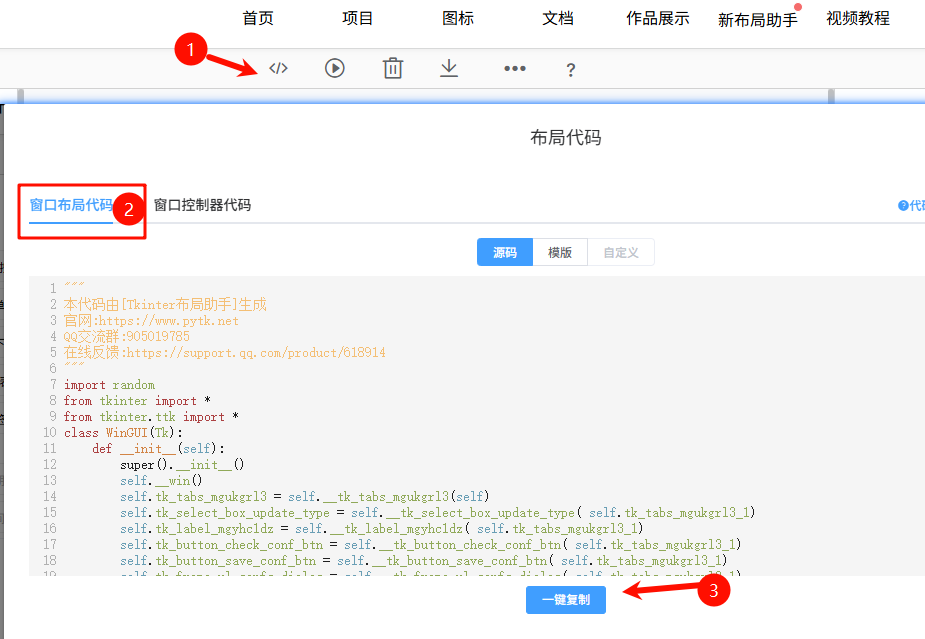 首页 项目 图标 文档 作品展示 新布局助手 视频教程
1 </> ?
布局代码
窗口布局代码 2 窗口控制器代码 ? 代
源码 模版 自定义
1 """
2 本代码由[Tkinter布局助手]生成
3 官网:https://www.pytk.net
4 QQ交流群:905019785
5 在线反馈:https://support.qq.com/product/618914
6 """
7 import random
8 from tkinter import *
9 from tkinter.ttk import *
10 class WinGUI(Tk):
11     def __init__(self):
12         super().__init__()
13         self.__win()
14         self.tk_tabs_mgukgrl3 = self.__tk_tabs_mgukgrl3(self)
15         self.tk_select_box_update_type = self.__tk_select_box_update_type( self.tk_tabs_mgukgrl3_1)
16         self.tk_label_mgyhc1dz = self.__tk_label_mgyhc1dz( self.tk_tabs_mgukgrl3_1)
17         self.tk_button_check_conf_btn = self.__tk_button_check_conf_btn( self.tk_tabs_mgukgrl3_1)
18         self.tk_button_save_conf_btn = self.__tk_button_save_conf_btn( self.tk_tabs_mgukgrl3_1)
一键复制 3